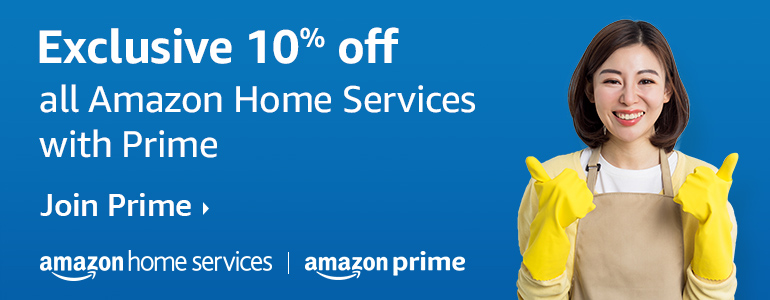 Exclusive 10% off
all Amazon Home Services
with Prime
Join Prime
amazon home services | amazon prime